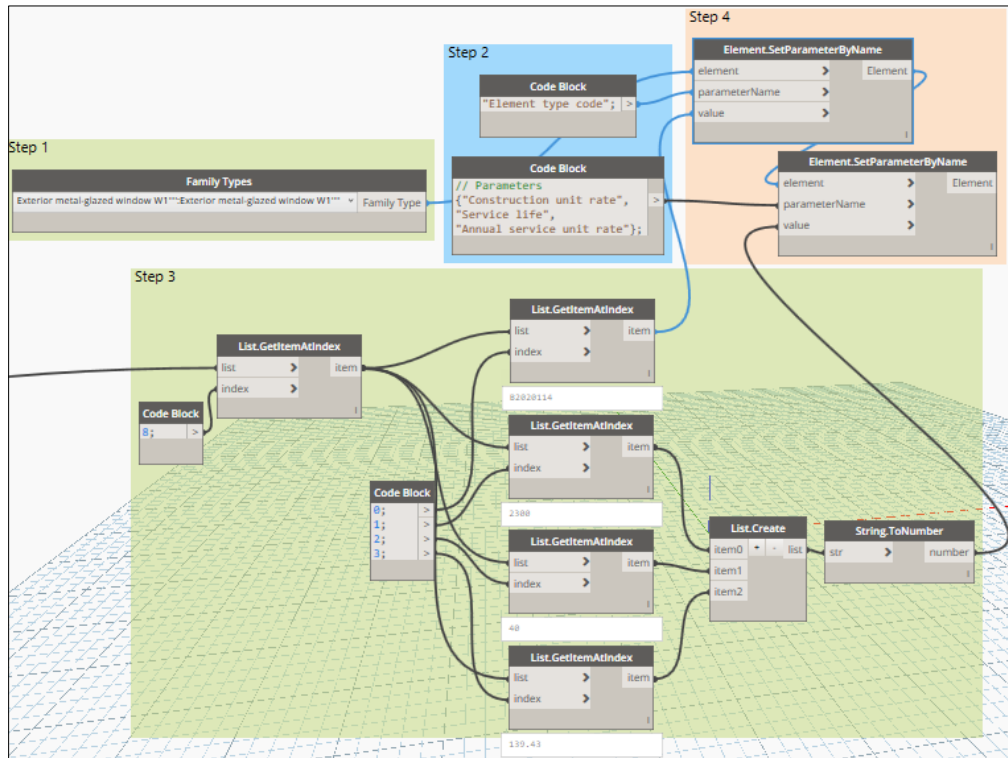 Step 1
Family Types
Exterior metal-glazed window W1"":Exterior metal-glazed window W1""
Family Type
Step 2
Code Block
"Element type code";
>
Code Block
// Parameters
{"Construction unit rate",
"Service life",
"Annual service unit rate"};
>
Step 4
Element.SetParameterByName
element > Element
parameterName >
value >
Element.SetParameterByName
element > Element
parameterName >
value >
Step 3
List.GetItemAtIndex
list > item
index >
Code Block
8; >
Code Block
0; >
1; >
2; >
3; >
List.GetItemAtIndex
list > item
index >
82020114
List.GetItemAtIndex
list > item
index >
2300
List.GetItemAtIndex
list > item
index >
40
List.GetItemAtIndex
list > item
index >
139.43
List.Create
item0 + - list
item1
item2
String.ToNumber
str > number